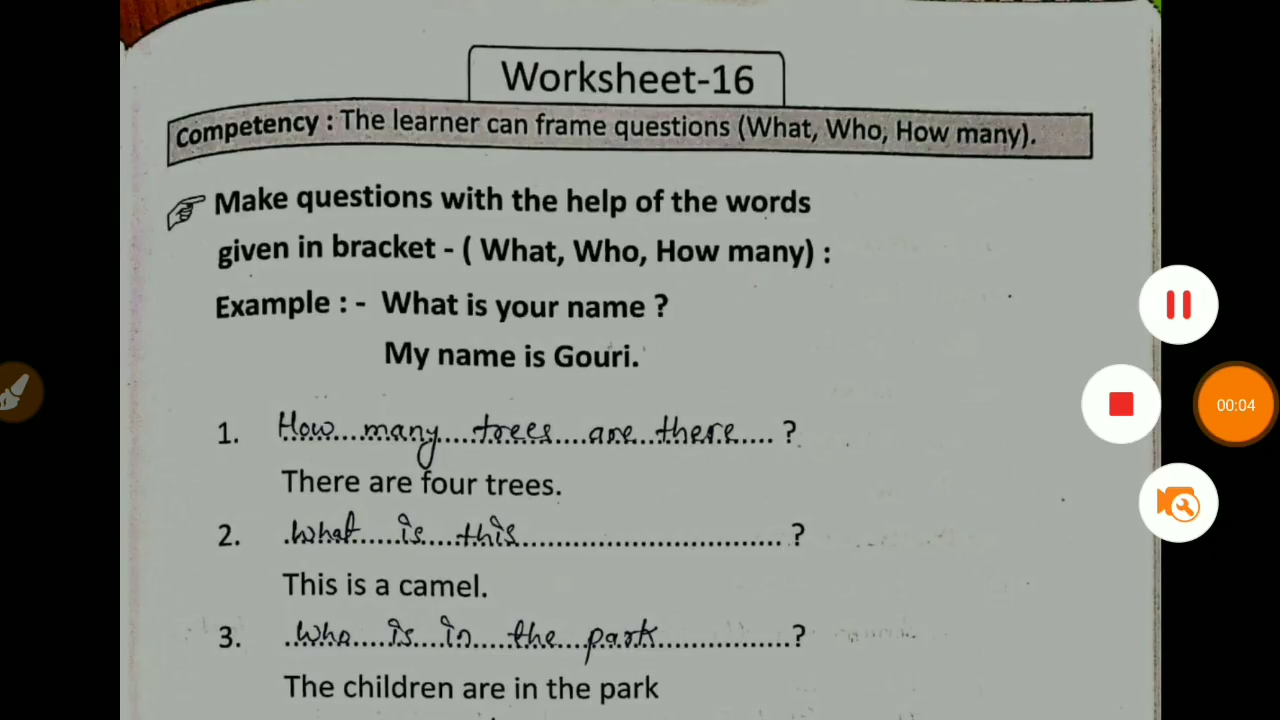 Worksheet-16
Competency : The learner can frame questions (What, Who, How many).
Make questions with the help of the words
given in bracket - ( What, Who, How many) :
Example : - What is your name ?
My name is Gouri.
1. How many trees are there ?
There are four trees.
2. What is this ?
This is a camel.
3. Who is in the park ?
The children are in the park
00:04